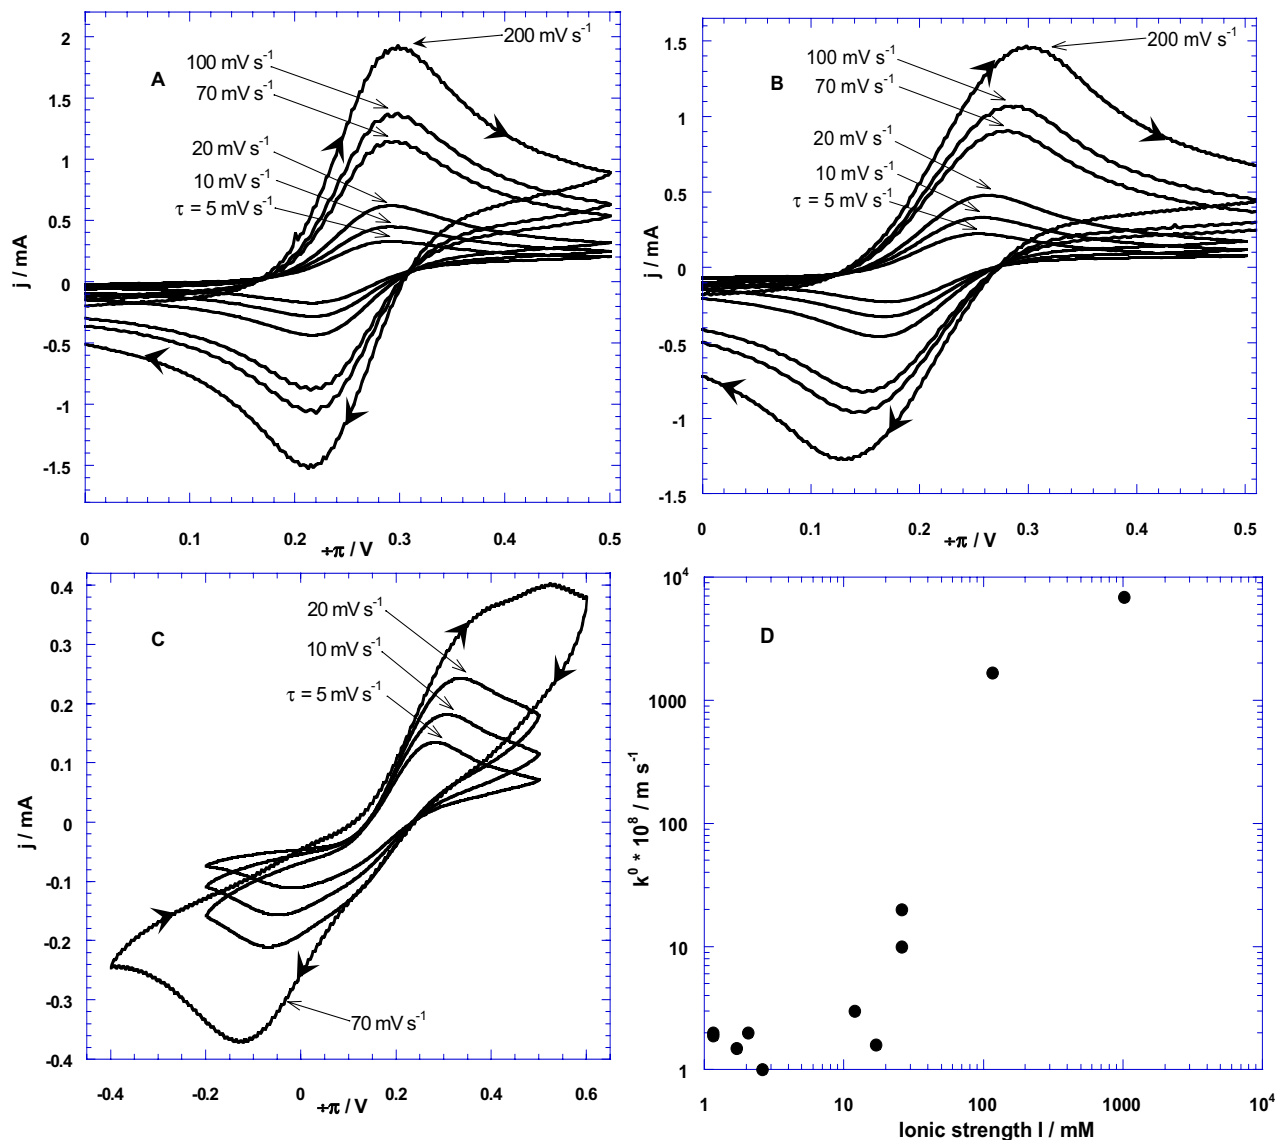 A
200 mV s⁻¹
100 mV s⁻¹
70 mV s⁻¹
20 mV s⁻¹
10 mV s⁻¹
τ = 5 mV s⁻¹
j / mA
2
1.5
1
0.5
0
-0.5
-1
-1.5
0
0.1
0.2
0.3
0.4
0.5
÷π / V
B
200 mV s⁻¹
100 mV s⁻¹
70 mV s⁻¹
20 mV s⁻¹
10 mV s⁻¹
τ = 5 mV s⁻¹
j / mA
1.5
1
0.5
0
-0.5
-1
-1.5
0
0.1
0.2
0.3
0.4
0.5
÷π / V
C
20 mV s⁻¹
10 mV s⁻¹
τ = 5 mV s⁻¹
70 mV s⁻¹
j / mA
0.4
0.3
0.2
0.1
0
-0.1
-0.2
-0.3
-0.4
-0.4
-0.2
0
0.2
0.4
0.6
÷π / V
D
k⁰ * 10⁸ / m s⁻¹
10⁴
1000
100
10
1
1
10
100
1000
10⁴
Ionic strength I / mM